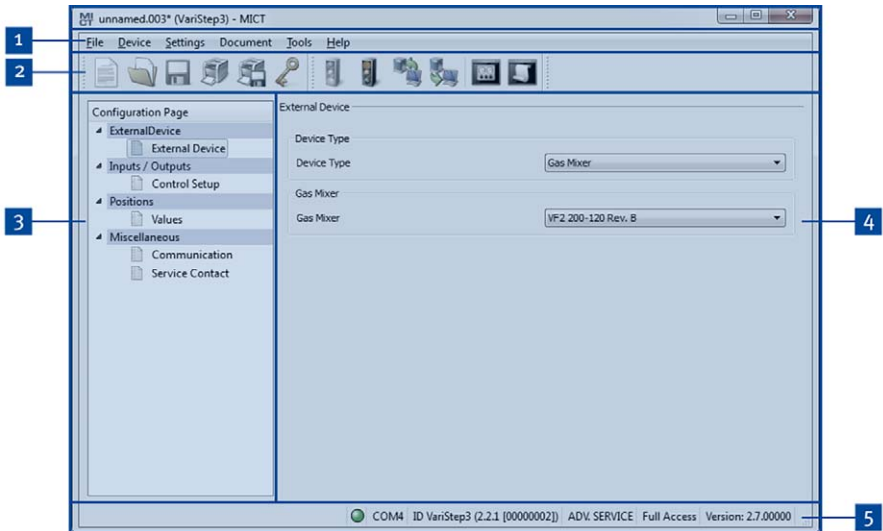 MICT unnamed.003* (VariStep3) - MICT
1
File Device Settings Document Tools Help
2
Configuration Page
ExternalDevice
External Device
Inputs / Outputs
Control Setup
Positions
Values
Miscellaneous
Communication
Service Contact
3
External Device
Device Type
Device Type Gas Mixer
Gas Mixer
Gas Mixer VF2 200-120 Rev. B
4
COM4 ID VariStep3 (2.2.1 [00000002]) ADV. SERVICE Full Access Version: 2.7.00000
5